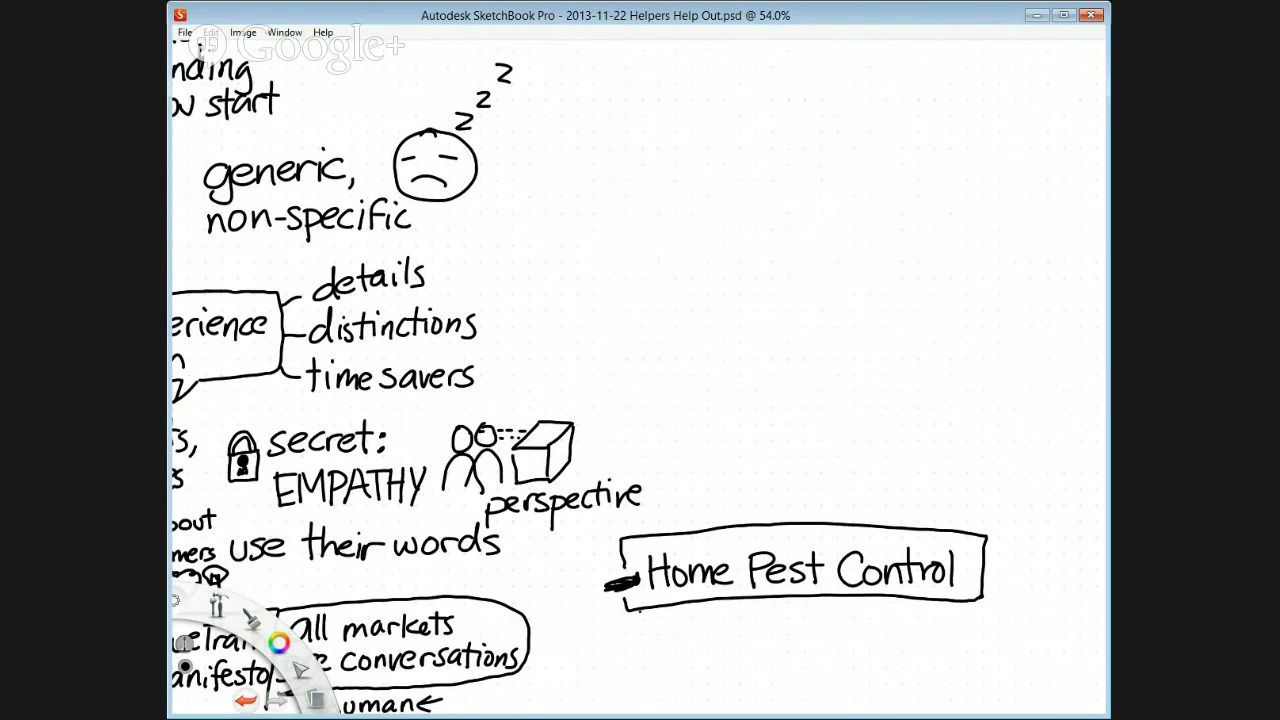 Autodesk SketchBook Pro - 2013-11-22 Helpers Help Out.psd @ 54.0%
File Edit Image Window Help
Google+
nding
start
z z z
generic,
non-specific
details
erience
distinctions
time savers
secret:
EMPATHY
perspective
use their words
Home Pest Control
all markets
conversations